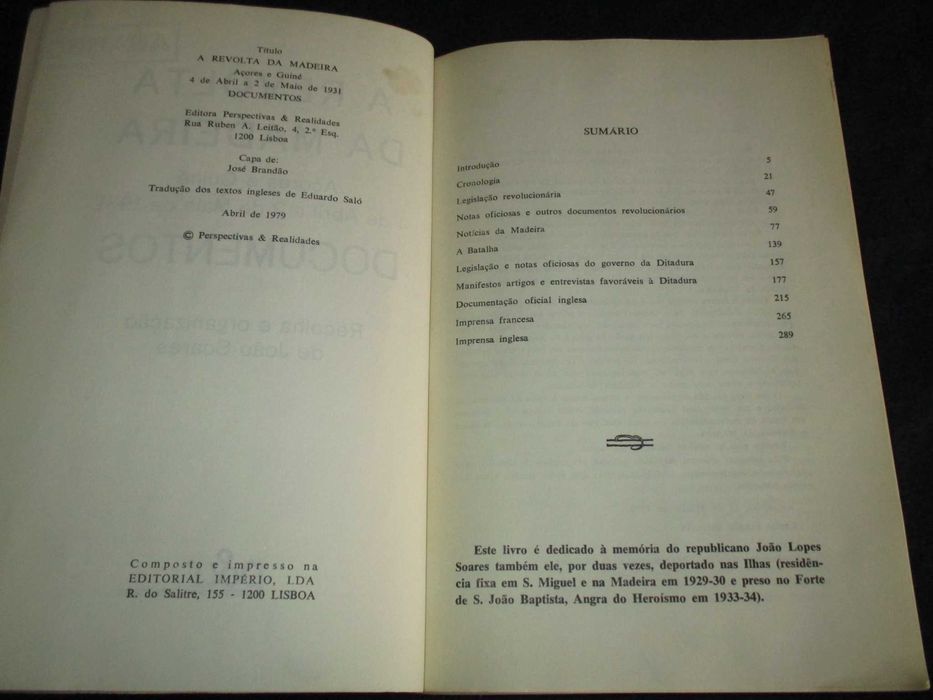 Título
A REVOLTA DA MADEIRA
Açores e Guiné
4 de Abril a 2 de Maio de 1931
DOCUMENTOS
Editora Perspectivas & Realidades
Rua Ruben A. Leitão, 4, 2.º Esq.
1200 Lisboa
Capa de:
José Brandão
Tradução dos textos ingleses de Eduardo Saló
Abril de 1979
© Perspectivas & Realidades
Composto e impresso na
EDITORIAL IMPÉRIO, LDA
R. do Salitre, 155 - 1200 LISBOA
SUMÁRIO
Introdução 5
Cronologia 21
Legislação revolucionária 47
Notas oficiosas e outros documentos revolucionários 59
Notícias da Madeira 77
A Batalha 139
Legislação e notas oficiosas do governo da Ditadura 157
Manifestos artigos e entrevistas favoráveis à Ditadura 177
Documentação oficial inglesa 215
Imprensa francesa 265
Imprensa inglesa 289
Este livro é dedicado à memória do republicano João Lopes
Soares também ele, por duas vezes, deportado nas Ilhas (residên-
cia fixa em S. Miguel e na Madeira em 1929-30 e preso no Forte
de S. João Baptista, Angra do Heroísmo em 1933-34).